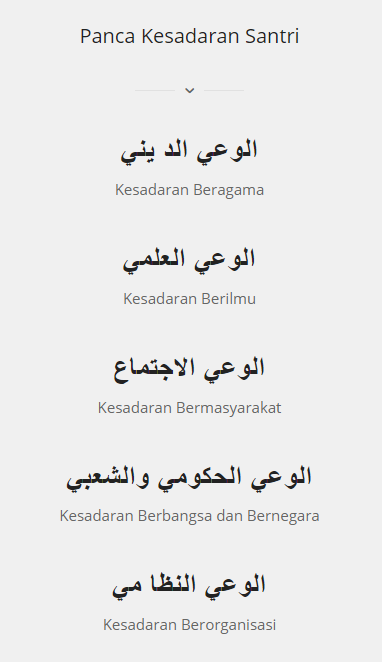 Panca Kesadaran Santri
الوعي الد يني
Kesadaran Beragama
الوعي العلمي
Kesadaran Berilmu
الوعي الاجتماع
Kesadaran Bermasyarakat
الوعي الحكومي والشعبي
Kesadaran Berbangsa dan Bernegara
الوعي النظا مي
Kesadaran Berorganisasi